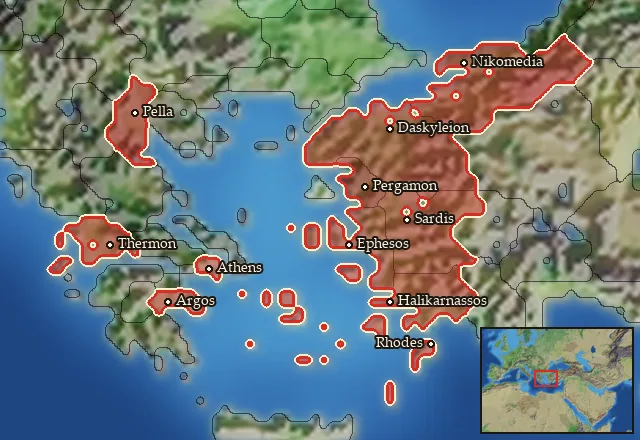 Nikomedia
Pella
Daskyleion
Pergamon
Sardis
Thermon
Ephesos
Athens
Argos
Halikarnassos
Rhodes